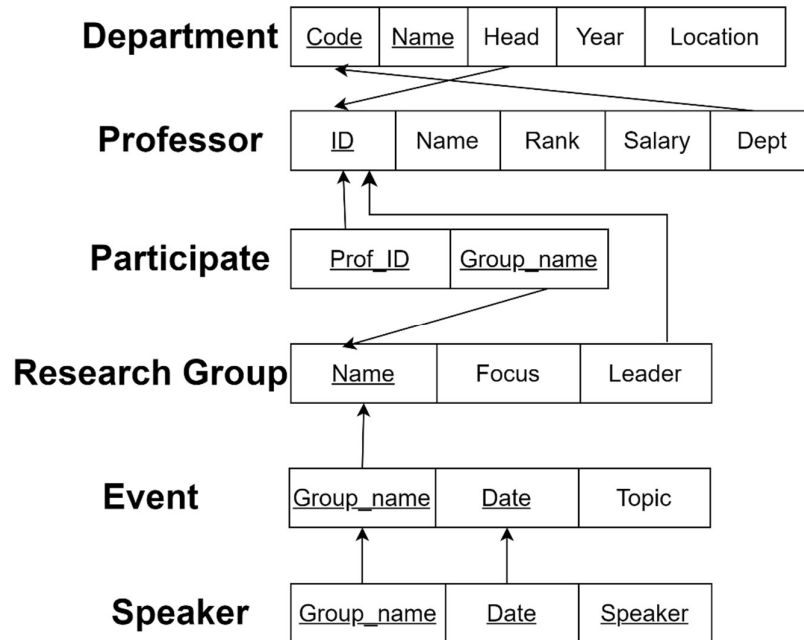 Department Code Name Head Year Location
Professor ID Name Rank Salary Dept
Participate Prof_ID Group_name
Research Group Name Focus Leader
Event Group_name Date Topic
Speaker Group_name Date Speaker